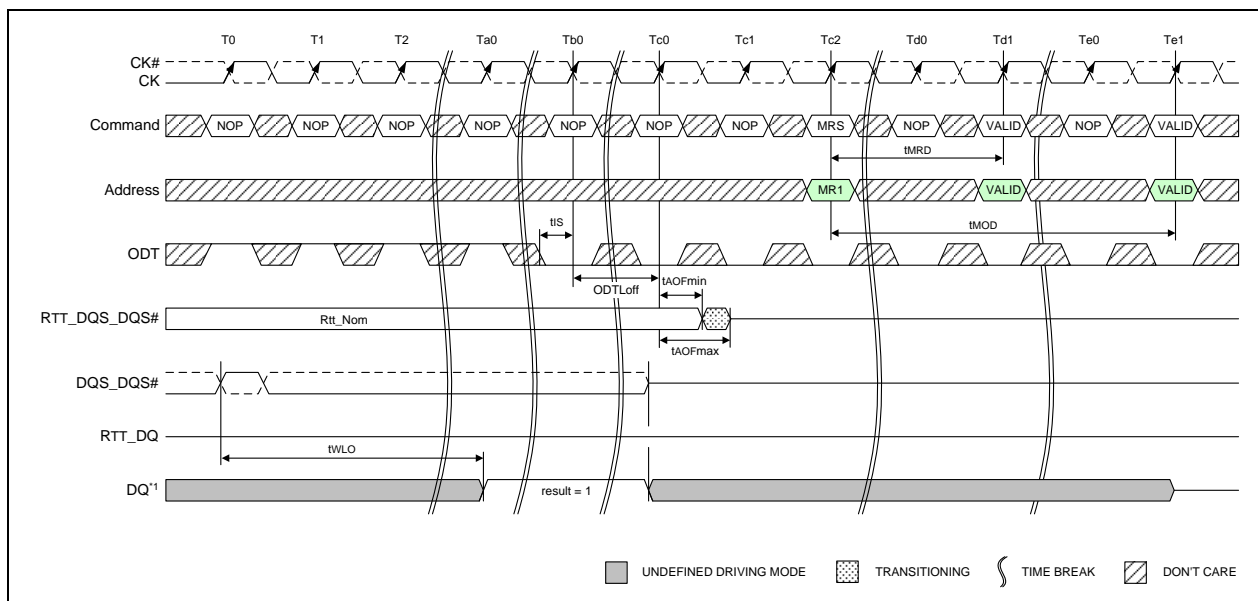 T0 T1 T2 Ta0 Tb0 Tc0 Tc1 Tc2 Td0 Td1 Te0 Te1
CK#
CK
Command NOP NOP NOP NOP NOP NOP NOP MRS NOP VALID NOP VALID
tMRD
Address MR1 VALID VALID
tIS
tMOD
ODT
ODTLoff
tAOFmin
RTT_DQS_DQS# Rtt_Nom
tAOFmax
DQS_DQS#
RTT_DQ
tWLO
DQ*1 result = 1
UNDEFINED DRIVING MODE TRANSITIONING TIME BREAK DON'T CARE